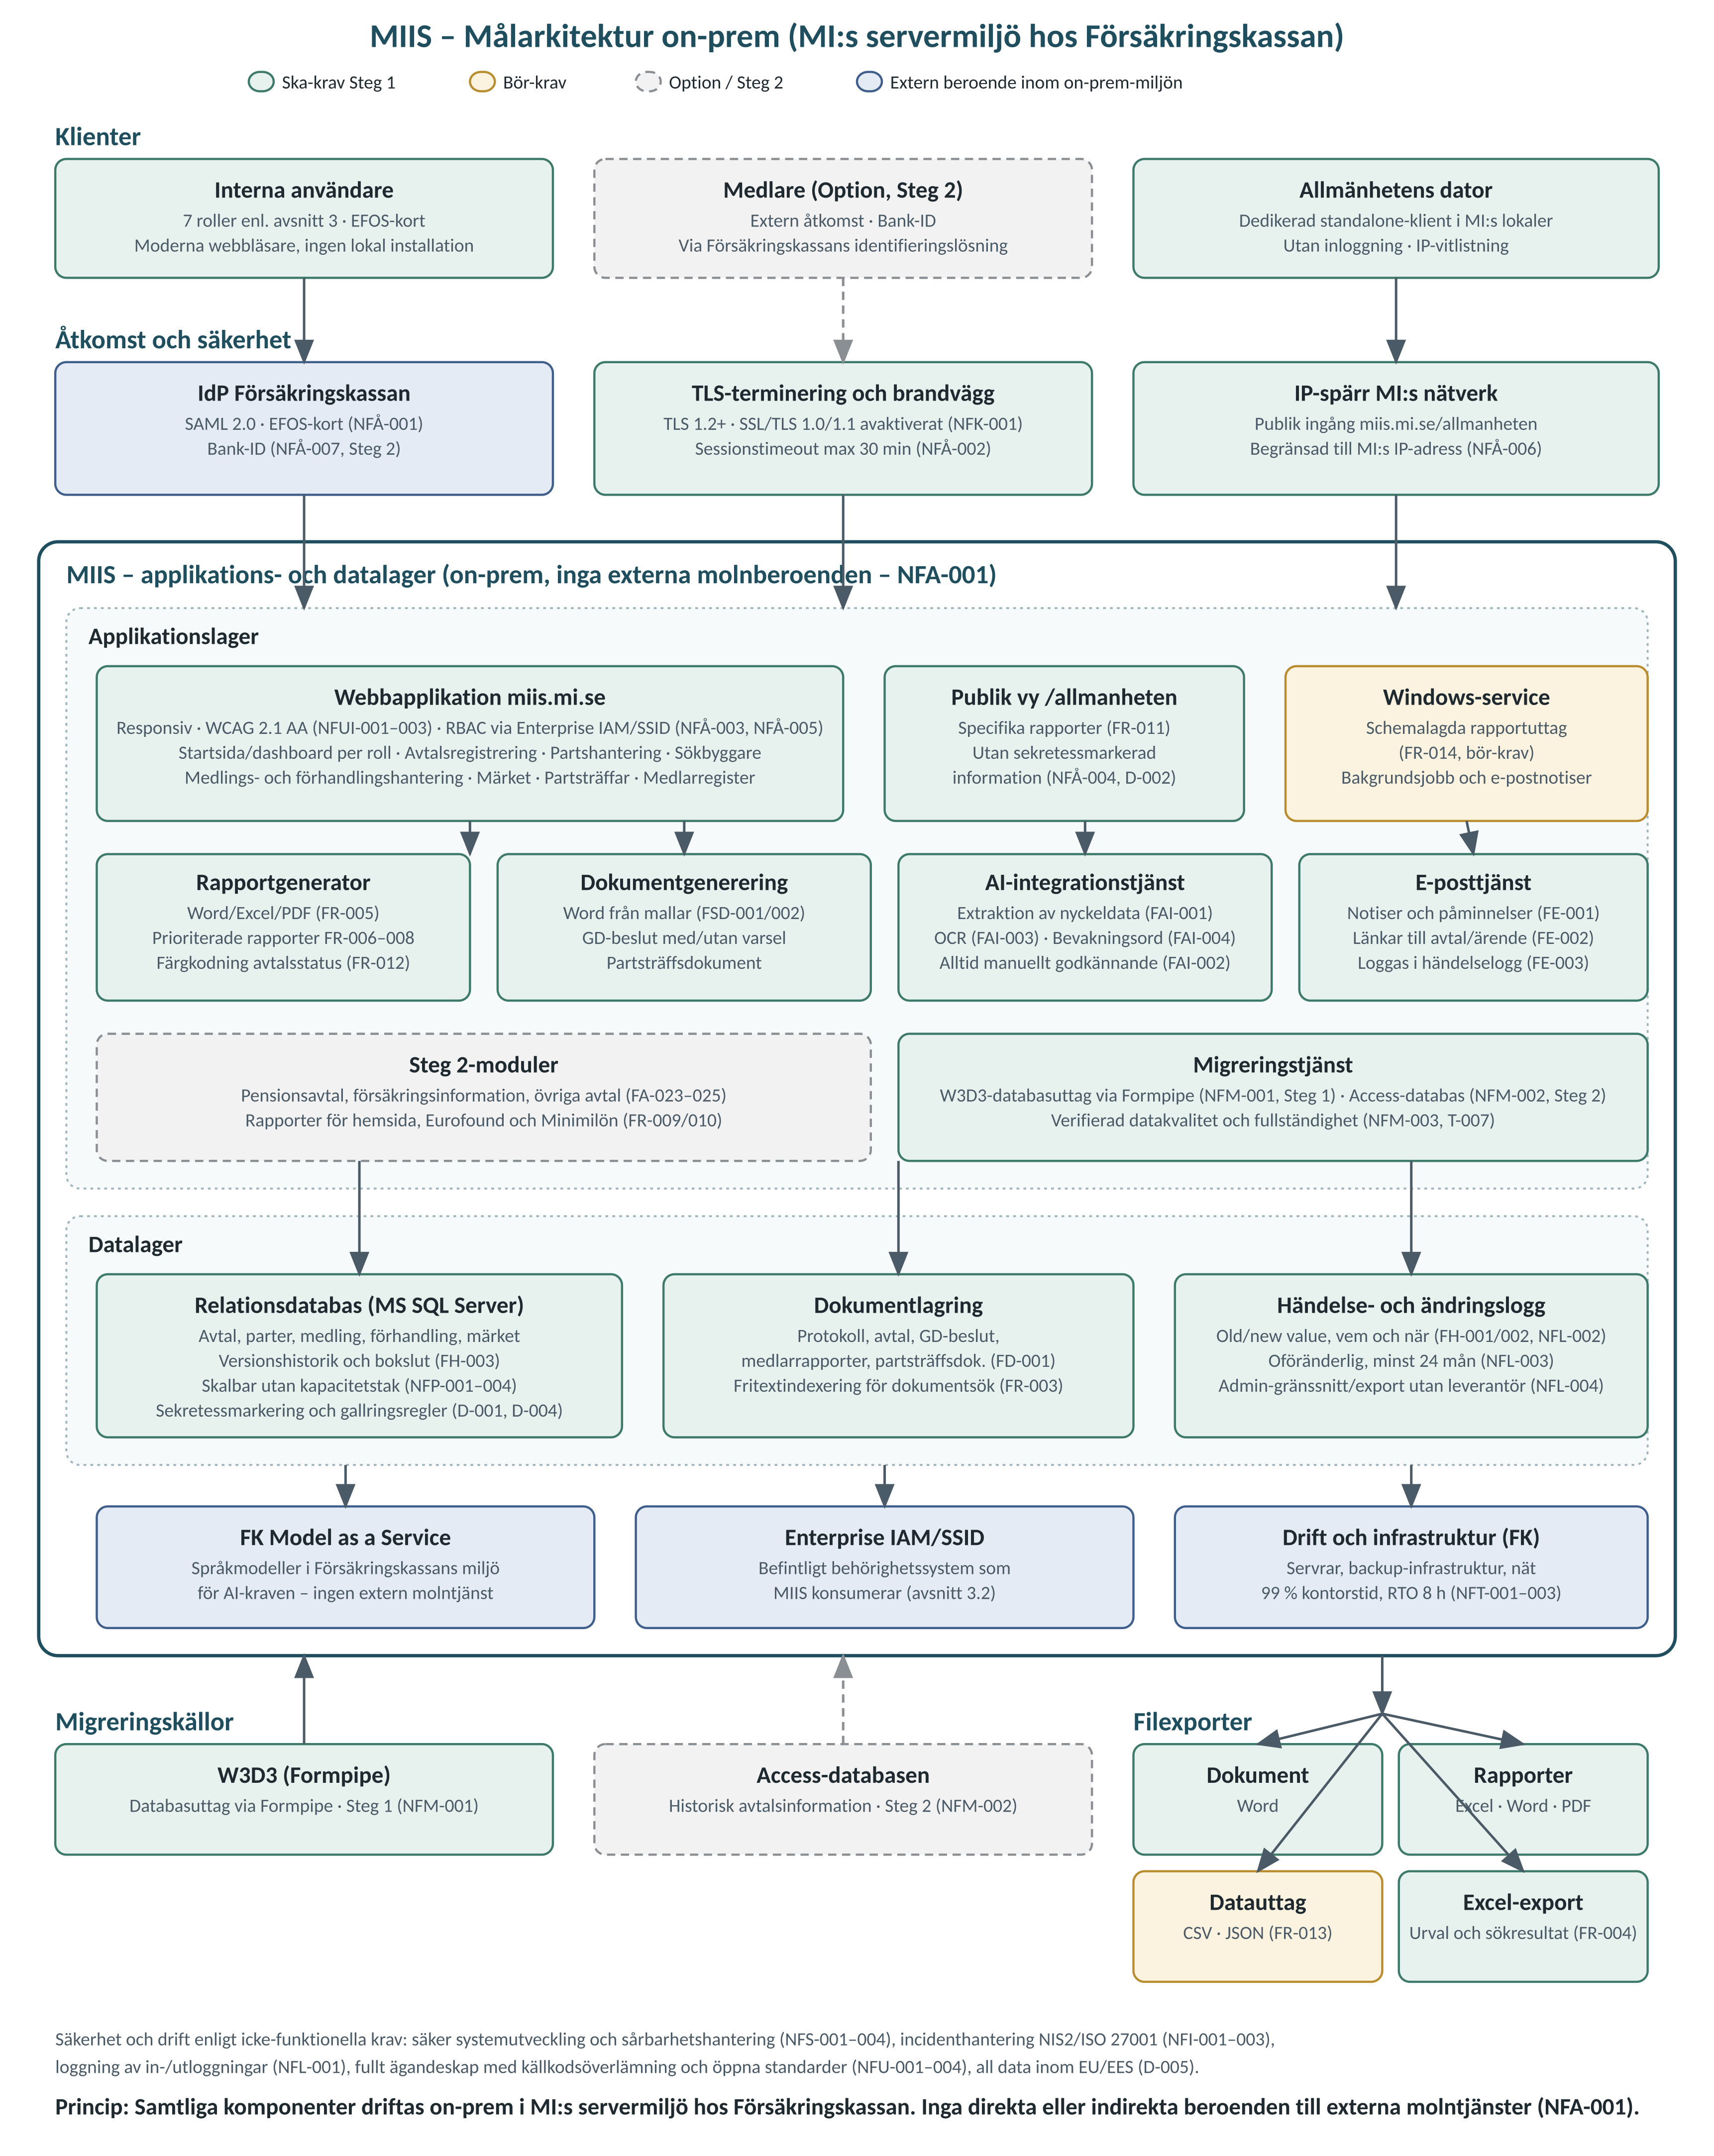 MIIS – Målarkitektur on-prem (MI:s servermiljö hos Försäkringskassan)
Ska-krav Steg 1
Bör-krav
Option / Steg 2
Extern beroende inom on-prem-miljön
Klienter
Interna användare
7 roller enl. avsnitt 3 · EFOS-kort
Moderna webbläsare, ingen lokal installation
Medlare (Option, Steg 2)
Extern åtkomst · Bank-ID
Via Försäkringskassans identifieringslösning
Allmänhetens dator
Dedikerad standalone-klient i MI:s lokaler
Utan inloggning · IP-vitlistning
Åtkomst och säkerhet
IdP Försäkringskassan
SAML 2.0 · EFOS-kort (NFÅ-001)
Bank-ID (NFÅ-007, Steg 2)
TLS-terminering och brandvägg
TLS 1.2+ · SSL/TLS 1.0/1.1 avaktiverat (NFK-001)
Sessionstimeout max 30 min (NFÅ-002)
IP-spärr MI:s nätverk
Publik ingång miis.mi.se/allmanheten
Begränsad till MI:s IP-adress (NFÅ-006)
MIIS – applikations- och datalager (on-prem, inga externa molnberoenden – NFA-001)
Applikationslager
Webbapplikation miis.mi.se
Responsiv · WCAG 2.1 AA (NFUI-001–003) · RBAC via Enterprise IAM/SSID (NFÅ-003, NFÅ-005)
Startsida/dashboard per roll · Avtalsregistrering · Partshantering · Sökbyggare
Medlings- och förhandlingshantering · Märket · Partsträffar · Medlarregister
Publik vy /allmanheten
Specifika rapporter (FR-011)
Utan sekretessmarkerad
information (NFÅ-004, D-002)
Windows-service
Schemalagda rapportuttag
(FR-014, bör-krav)
Bakgrundsjobb och e-postnotiser
Rapportgenerator
Word/Excel/PDF (FR-005)
Prioriterade rapporter FR-006–008
Färgkodning avtalsstatus (FR-012)
Dokumentgenerering
Word från mallar (FSD-001/002)
GD-beslut med/utan varsel
Partsträffsdokument
AI-integrationstjänst
Extraktion av nyckeldata (FAI-001)
OCR (FAI-003) · Bevakningsord (FAI-004)
Alltid manuellt godkännande (FAI-002)
E-posttjänst
Notiser och påminnelser (FE-001)
Länkar till avtal/ärende (FE-002)
Loggas i händelselogg (FE-003)
Steg 2-moduler
Pensionsavtal, försäkringsinformation, övriga avtal (FA-023–025)
Rapporter för hemsida, Eurofound och Minimilön (FR-009/010)
Migreringstjänst
W3D3-databasuttag via Formpipe (NFM-001, Steg 1) · Access-databas (NFM-002, Steg 2)
Verifierad datakvalitet och fullständighet (NFM-003, T-007)
Datalager
Relationsdatabas (MS SQL Server)
Avtal, parter, medling, förhandling, märket
Versionshistorik och bokslut (FH-003)
Skalbar utan kapacitetstak (NFP-001–004)
Sekretessmarkering och gallringsregler (D-001, D-004)
Dokumentlagring
Protokoll, avtal, GD-beslut,
medlarrapporter, partsträffsdok. (FD-001)
Fritextindexering för dokumentsök (FR-003)
Händelse- och ändringslogg
Old/new value, vem och när (FH-001/002, NFL-002)
Oföränderlig, minst 24 mån (NFL-003)
Admin-gränssnitt/export utan leverantör (NFL-004)
FK Model as a Service
Språkmodeller i Försäkringskassans miljö
för AI-kraven – ingen extern molntjänst
Enterprise IAM/SSID
Befintligt behörighetssystem som
MIIS konsumerar (avsnitt 3.2)
Drift och infrastruktur (FK)
Servrar, backup-infrastruktur, nät
99 % kontorstid, RTO 8 h (NFT-001–003)
Migreringskällor
W3D3 (Formpipe)
Databasuttag via Formpipe · Steg 1 (NFM-001)
Access-databasen
Historisk avtalsinformation · Steg 2 (NFM-002)
Filexporter
Dokument
Word
Rapporter
Excel · Word · PDF
Datauttag
CSV · JSON (FR-013)
Excel-export
Urval och sökresultat (FR-004)
Säkerhet och drift enligt icke-funktionella krav: säker systemutveckling och sårbarhetshantering (NFS-001–004), incidenthantering NIS2/ISO 27001 (NFI-001–003),
loggning av in-/utloggningar (NFL-001), fullt ägandeskap med källkodsöverlämning och öppna standarder (NFU-001–004), all data inom EU/EES (D-005).
Princip: Samtliga komponenter driftas on-prem i MI:s servermiljö hos Försäkringskassan. Inga direkta eller indirekta beroenden till externa molntjänster (NFA-001).